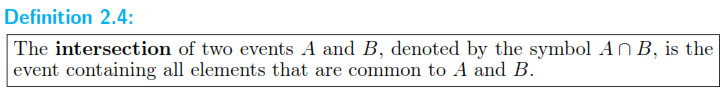 Definition 2.4:
The intersection of two events A and B, denoted by the symbol A ∩ B, is the
event containing all elements that are common to A and B.